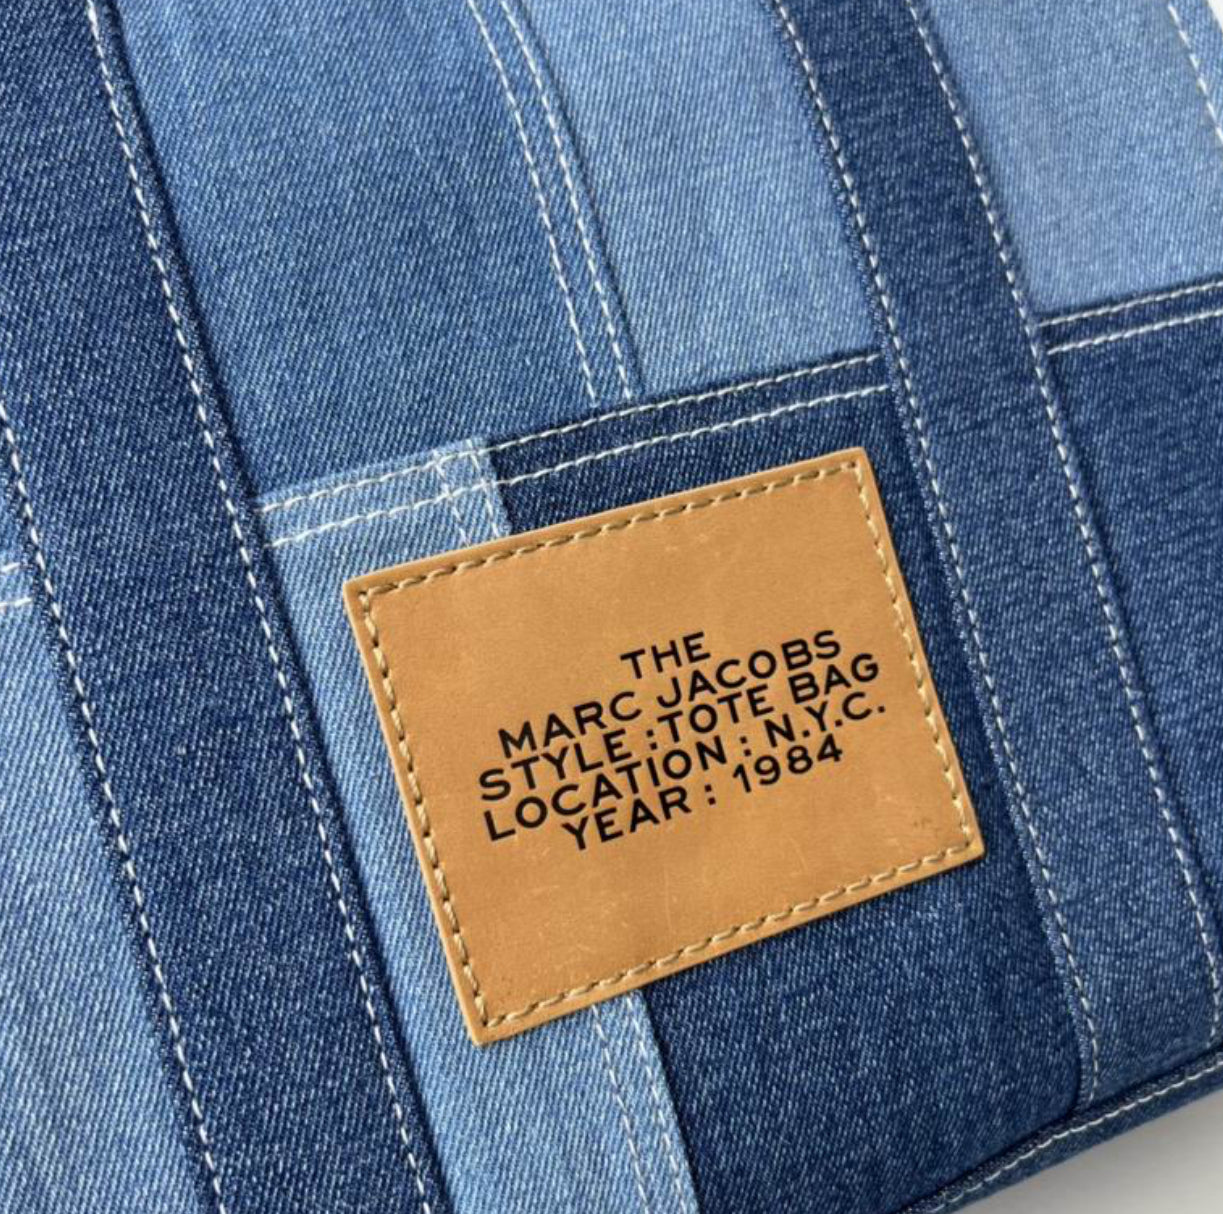 THE
MARC JACOBS
STYLE :TOTE BAG
LOCATION : N.Y.C.
YEAR : 1984